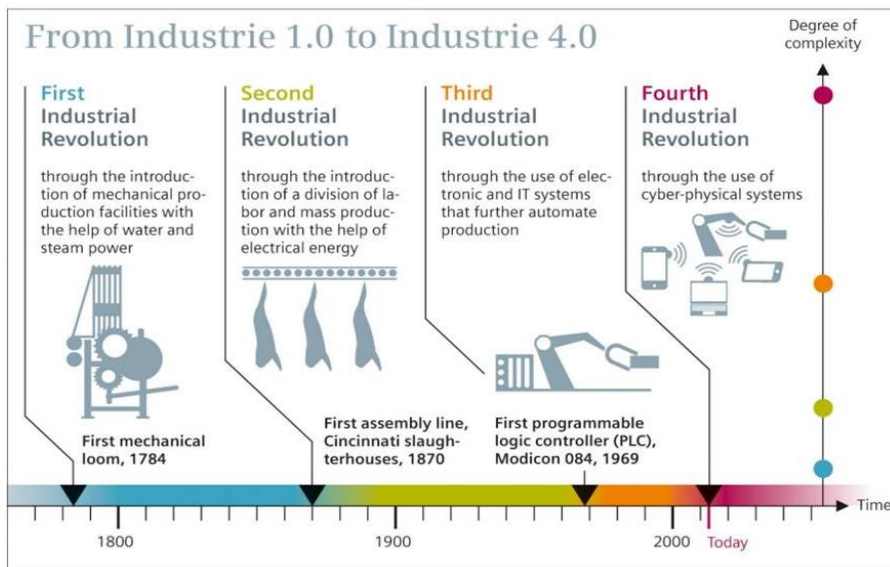 From Industrie 1.0 to Industrie 4.0
Degree of
complexity
First
Industrial
Revolution
through the introduc-
tion of mechanical pro-
duction facilities with
the help of water and
steam power
First mechanical
loom, 1784
Second
Industrial
Revolution
through the introduc-
tion of a division of la-
bor and mass produc-
tion with the help of
electrical energy
First assembly line,
Cincinnati slaugh-
terhouses, 1870
Third
Industrial
Revolution
through the use of elec-
tronic and IT systems
that further automate
production
First programmable
logic controller (PLC),
Modicon 084, 1969
Fourth
Industrial
Revolution
through the use of
cyber-physical systems
Time
1800
1900
2000
Today